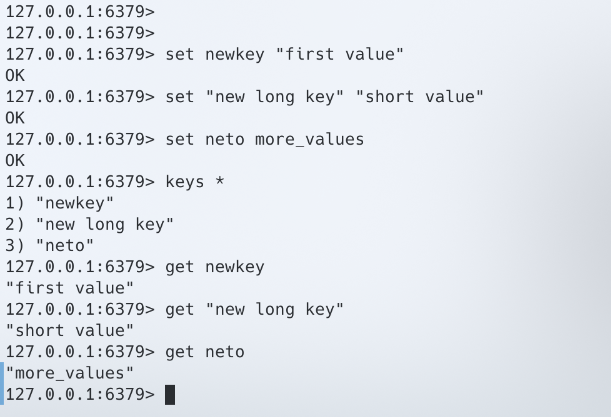 127.0.0.1:6379>
127.0.0.1:6379>
127.0.0.1:6379> set newkey "first value"
OK
127.0.0.1:6379> set "new long key" "short value"
OK
127.0.0.1:6379> set neto more_values
OK
127.0.0.1:6379> keys *
1) "newkey"
2) "new long key"
3) "neto"
127.0.0.1:6379> get newkey
"first value"
127.0.0.1:6379> get "new long key"
"short value"
127.0.0.1:6379> get neto
"more_values"
127.0.0.1:6379>